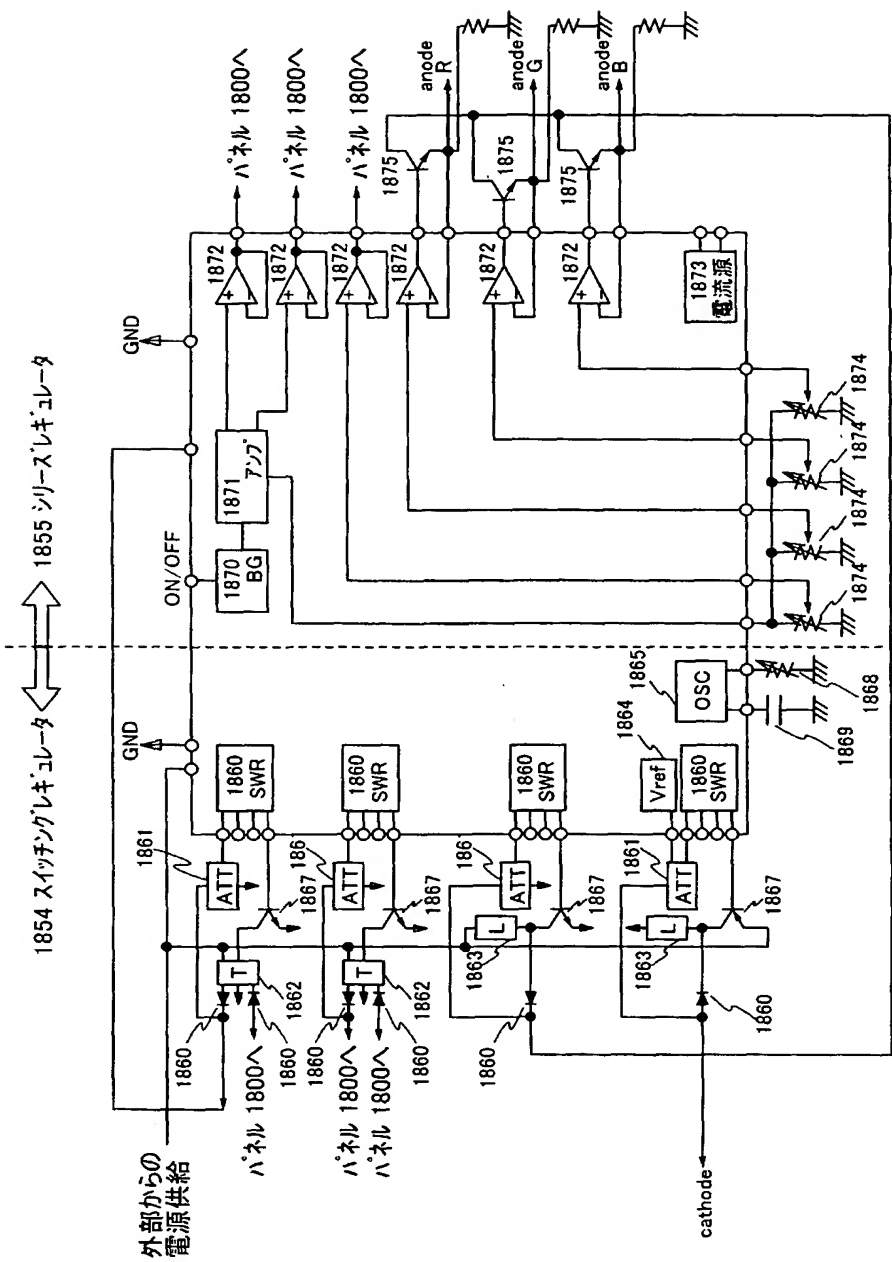 1854 スイッチングレギュレータ
1855 シリーズレギュレータ
外部からの
電源供給
GND
ON/OFF
GND
1861
ATT
1860
SWR
1867
T
1862
1860
パネル 1800へ
1860
186
ATT
1860
SWR
1867
T
1862
1860
パネル 1800へ
パネル 1800へ
1860
186
ATT
1860
SWR
1867
L
1863
1860
1864
Vref
1861
ATT
1860
SWR
1867
L
1863
1860
cathode
1865
OSC
1868
1869
1870
BG
1871
アンプ
1872
+
−
パネル 1800へ
1872
+
−
パネル 1800へ
1872
+
−
パネル 1800へ
1872
+
−
1875
anode
R
1872
+
−
1875
anode
G
1872
+
−
1875
anode
B
1873
電流源
1874
1874
1874
1874